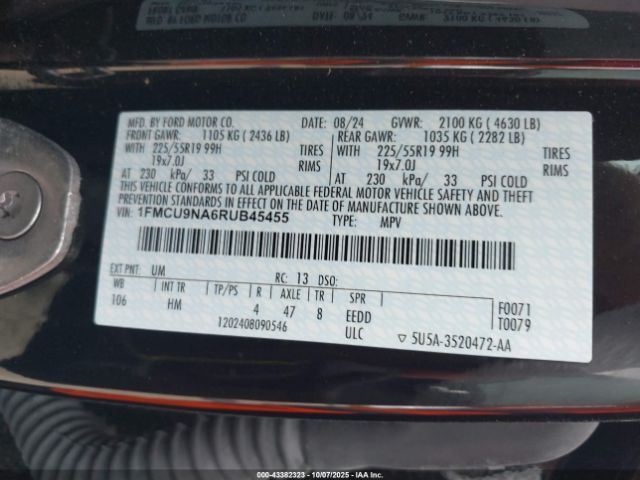 MFD. BY FORD MOTOR CO. DATE: 08/24 GVWR: 2100 KG ( 4630 LB)
FRONT GAWR: 1105 KG ( 2436 LB) REAR GAWR: 1035 KG ( 2282 LB)
WITH 225/55R19 99H TIRES WITH 225/55R19 99H TIRES
19x7.0J RIMS 19x7.0J RIMS
AT 230 kPa/ 33 PSI COLD AT 230 kPa/ 33 PSI COLD
THIS VEHICLE CONFORMS TO ALL APPLICABLE FEDERAL MOTOR VEHICLE SAFETY AND THEFT
PREVENTION STANDARDS IN EFFECT ON THE DATE OF MANUFACTURE SHOWN ABOVE.
VIN: 1FMCU9NA6RUB45455 TYPE: MPV
EXT PNT: UM RC: 13 DSO:
WB INT TR TP/PS R AXLE TR SPR
106 HM 4 47 8 EEDD F0071
1202408090546 ULC T0079
▽ 5U5A-3S20472-AA
© 00-43382323 - 10/07/2025 - IAAI.com